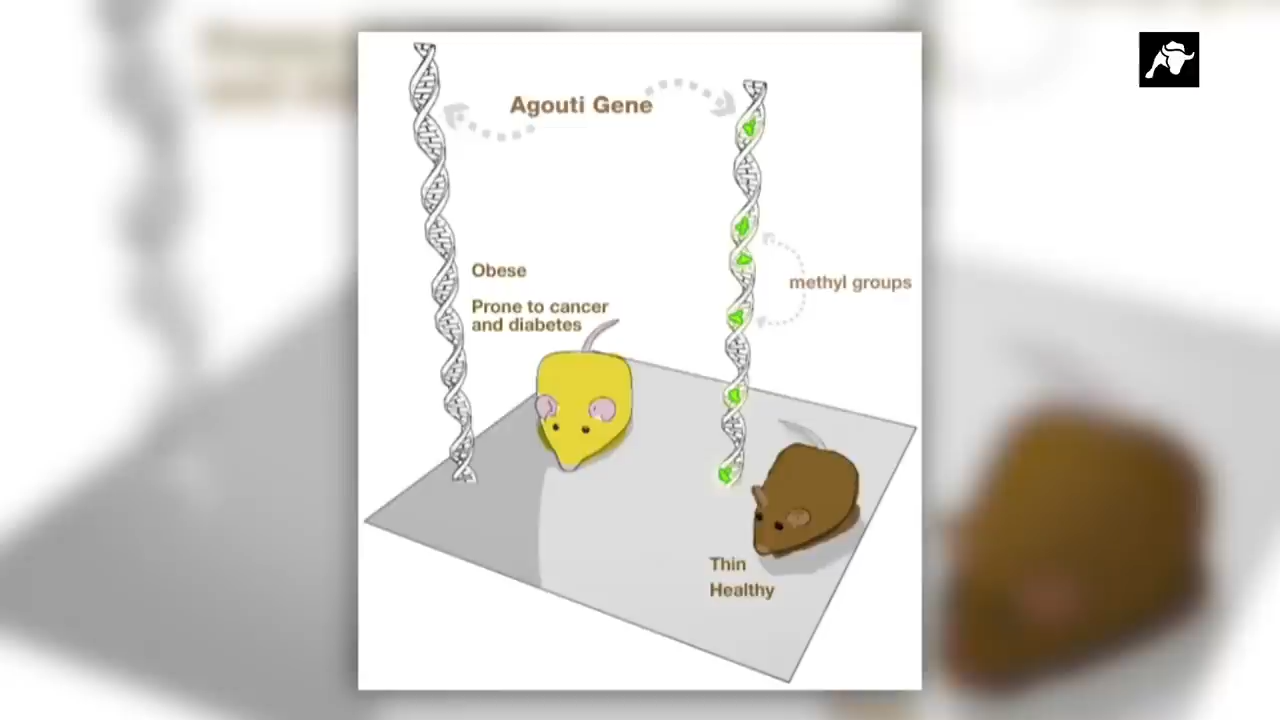 Agouti Gene
Obese
Prone to cancer
and diabetes
methyl groups
Thin
Healthy